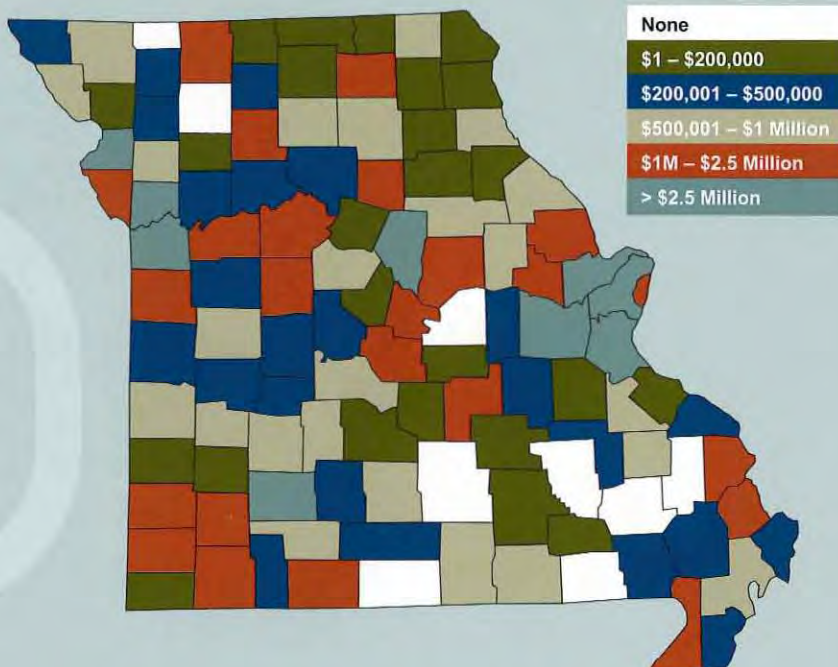 None
$1 – $200,000
$200,001 – $500,000
$500,001 – $1 Million
$1M – $2.5 Million
> $2.5 Million